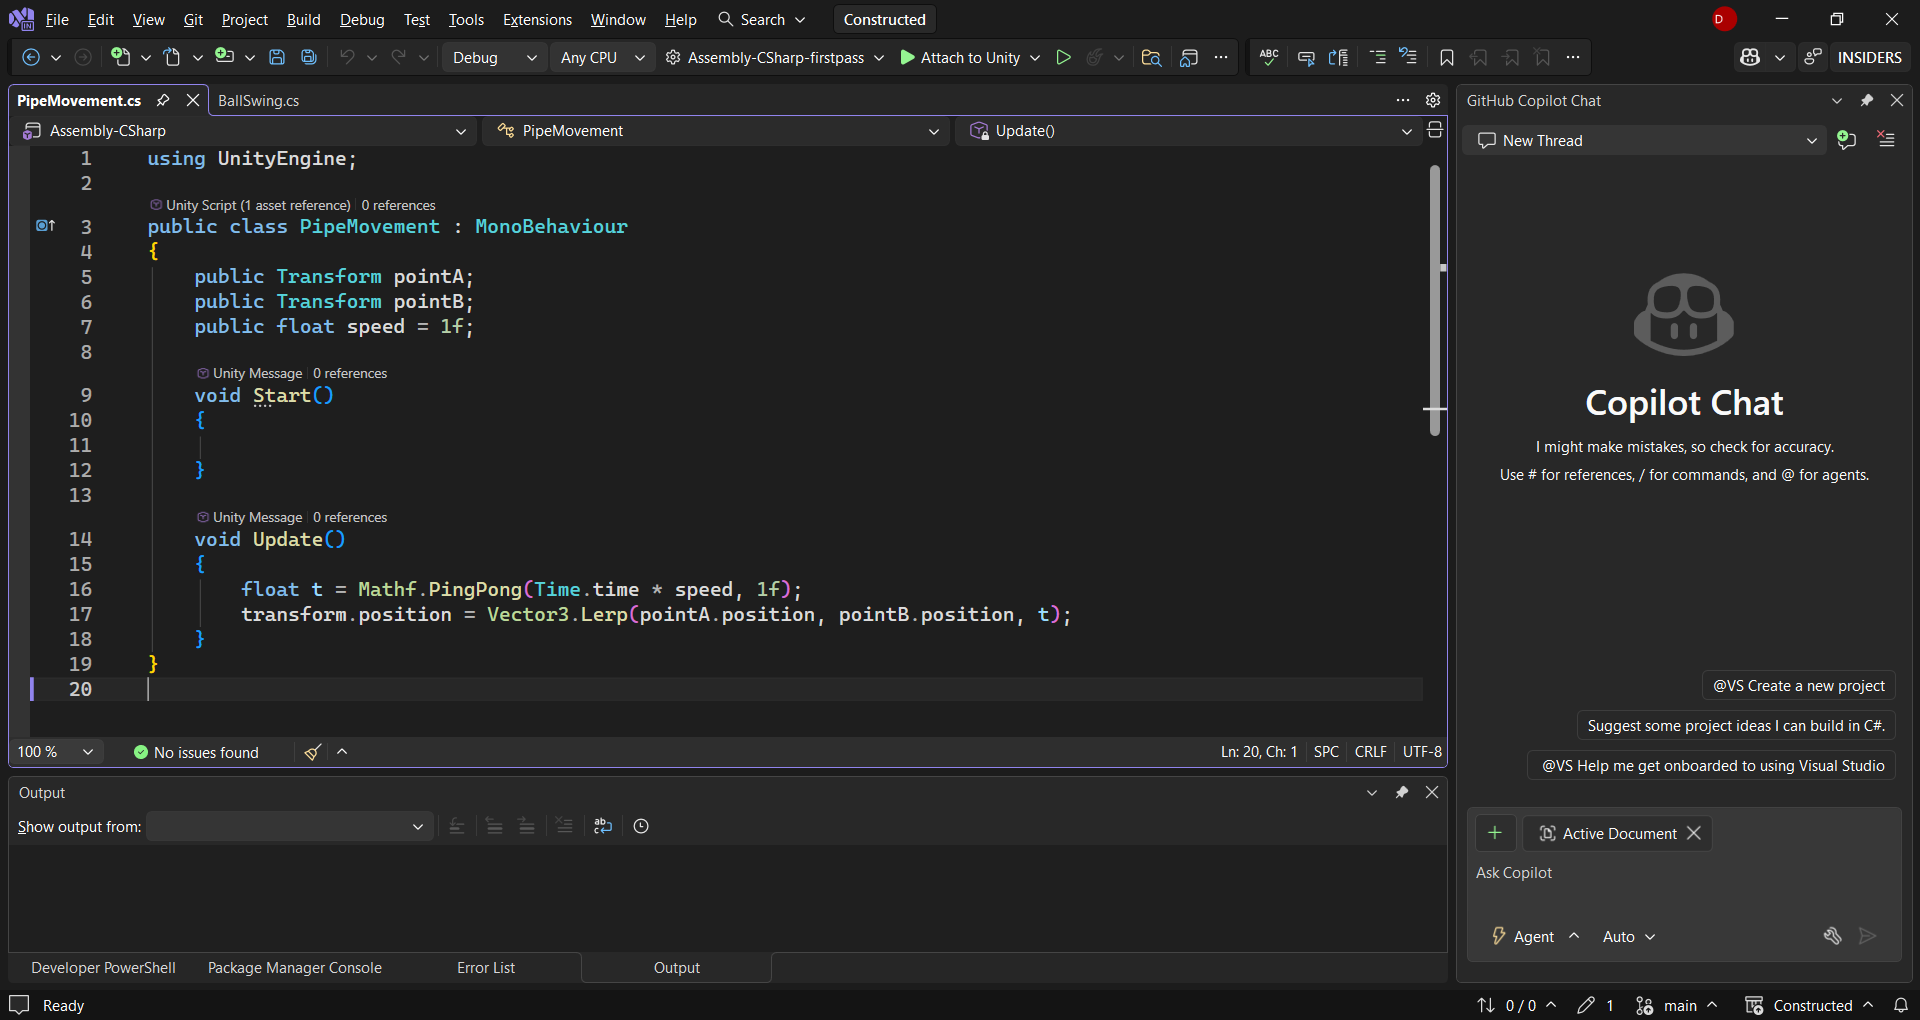 File Edit View Git Project Build Debug Test Tools Extensions Window Help Search Constructed D
Debug Any CPU Assembly-CSharp-firstpass Attach to Unity ABC INSIDERS
PipeMovement.cs BallSwing.cs
Assembly-CSharp PipeMovement Update()
1 using UnityEngine;
2
Unity Script (1 asset reference) 0 references
3 public class PipeMovement : MonoBehaviour
4 {
5 public Transform pointA;
6 public Transform pointB;
7 public float speed = 1f;
8
Unity Message 0 references
9 void Start()
10 {
11
12 }
13
Unity Message 0 references
14 void Update()
15 {
16 float t = Mathf.PingPong(Time.time * speed, 1f);
17 transform.position = Vector3.Lerp(pointA.position, pointB.position, t);
18 }
19 }
20
100 % No issues found Ln: 20, Ch: 1 SPC CRLF UTF-8
Output
Show output from:
Developer PowerShell Package Manager Console Error List Output
GitHub Copilot Chat
New Thread
Copilot Chat
I might make mistakes, so check for accuracy.
Use # for references, / for commands, and @ for agents.
@VS Create a new project
Suggest some project ideas I can build in C#.
@VS Help me get onboarded to using Visual Studio
+ Active Document
Ask Copilot
Agent Auto
Ready 0 / 0 1 main Constructed